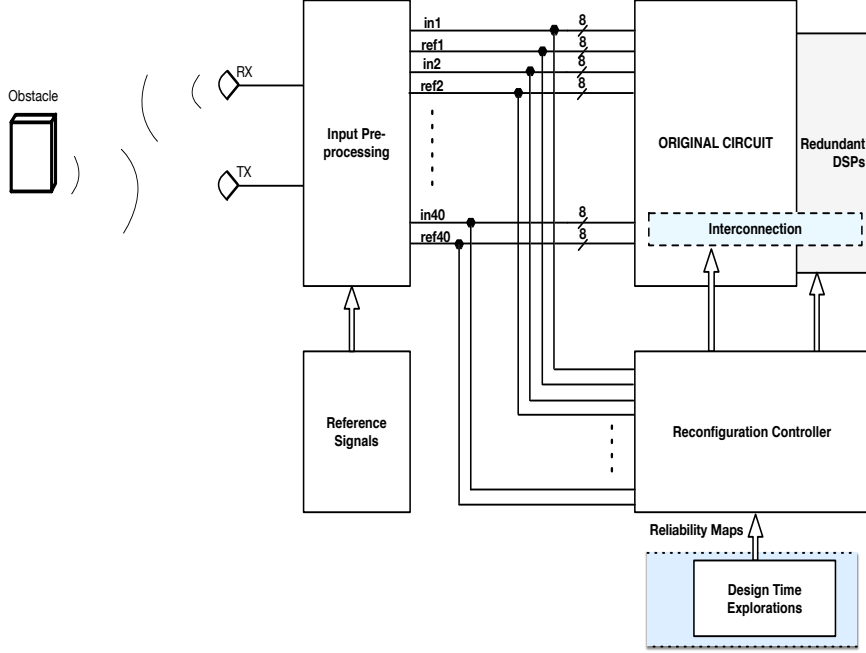 in1
8
ref1
8
in2
8
ref2
8
RX
Obstacle
Input Pre-
processing
ORIGINAL CIRCUIT
Redundant
DSPs
TX
in40
8
ref40
8
Interconnection
Reference
Signals
Reconfiguration Controller
Reliability Maps
Design Time
Explorations